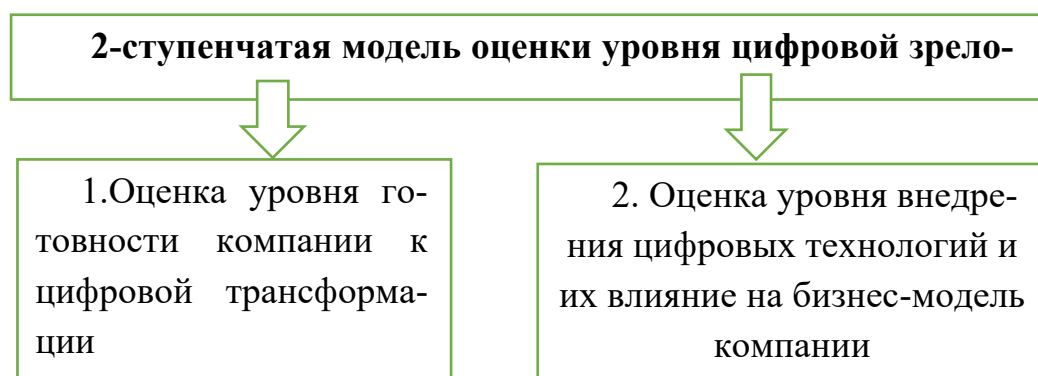 2-ступенчатая модель оценки уровня цифровой зрело-
1.Оценка уровня го-
товности компании к
цифровой трансформа-
ции
2. Оценка уровня внедре-
ния цифровых технологий и
их влияние на бизнес-модель
компании